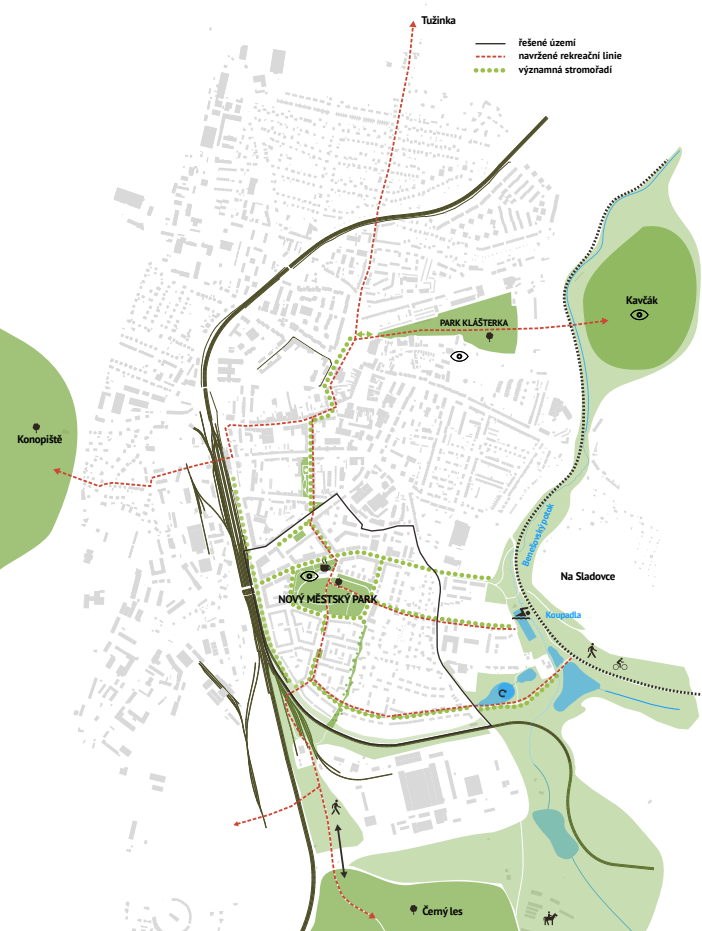 Tužinka
řešené území
navržené rekreační linie
významná stromořadí
Kavčák
PARK KLÁŠTERKA
Konopiště
Benešovský potok
Na Sladovce
NOVÝ MĚSTSKÝ PARK
Koupadla
Černý les